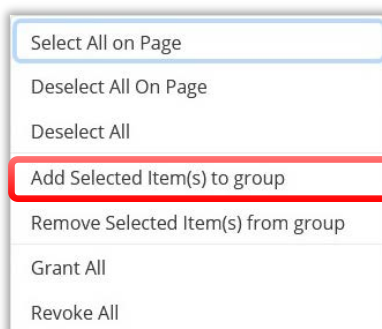 Select All on Page
Deselect All On Page
Deselect All
Add Selected Item(s) to group
Remove Selected Item(s) from group
Grant All
Revoke All